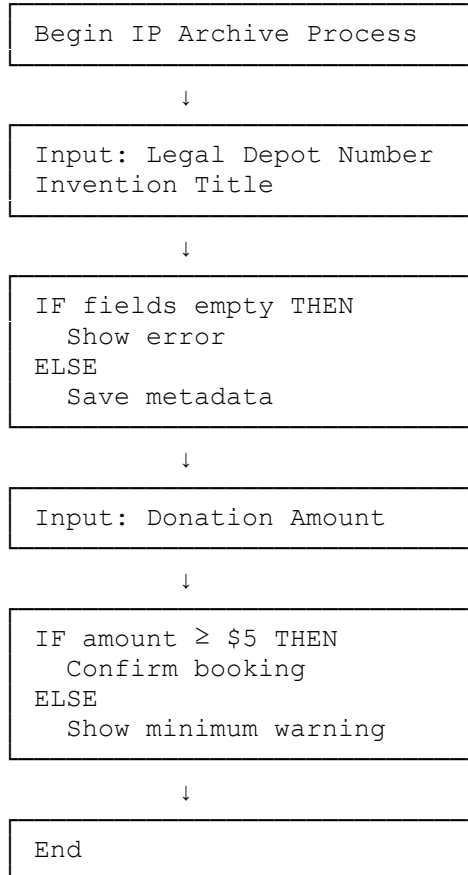 Begin IP Archive Process
↓
Input: Legal Depot Number
Invention Title
↓
IF fields empty THEN
Show error
ELSE
Save metadata
↓
Input: Donation Amount
↓
IF amount ≥ $5 THEN
Confirm booking
ELSE
Show minimum warning
↓
End